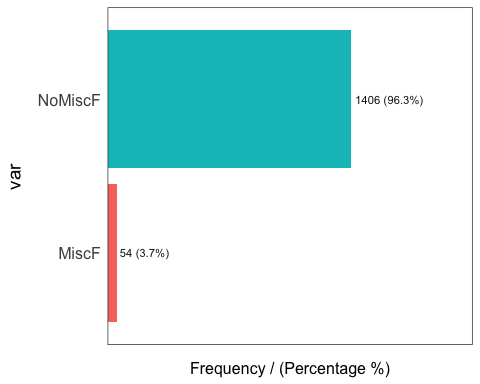 NoMiscF
1406 (96.3%)
var
MiscF
54 (3.7%)
Frequency / (Percentage %)